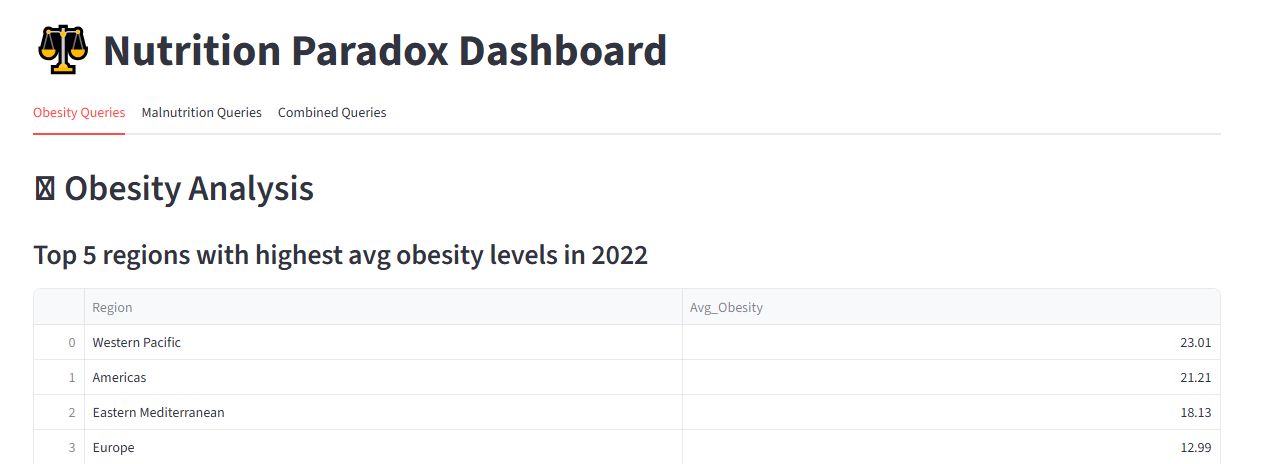 Nutrition Paradox Dashboard
Obesity Queries Malnutrition Queries Combined Queries
Obesity Analysis
Top 5 regions with highest avg obesity levels in 2022
Region Avg_Obesity
0 Western Pacific 23.01
1 Americas 21.21
2 Eastern Mediterranean 18.13
3 Europe 12.99